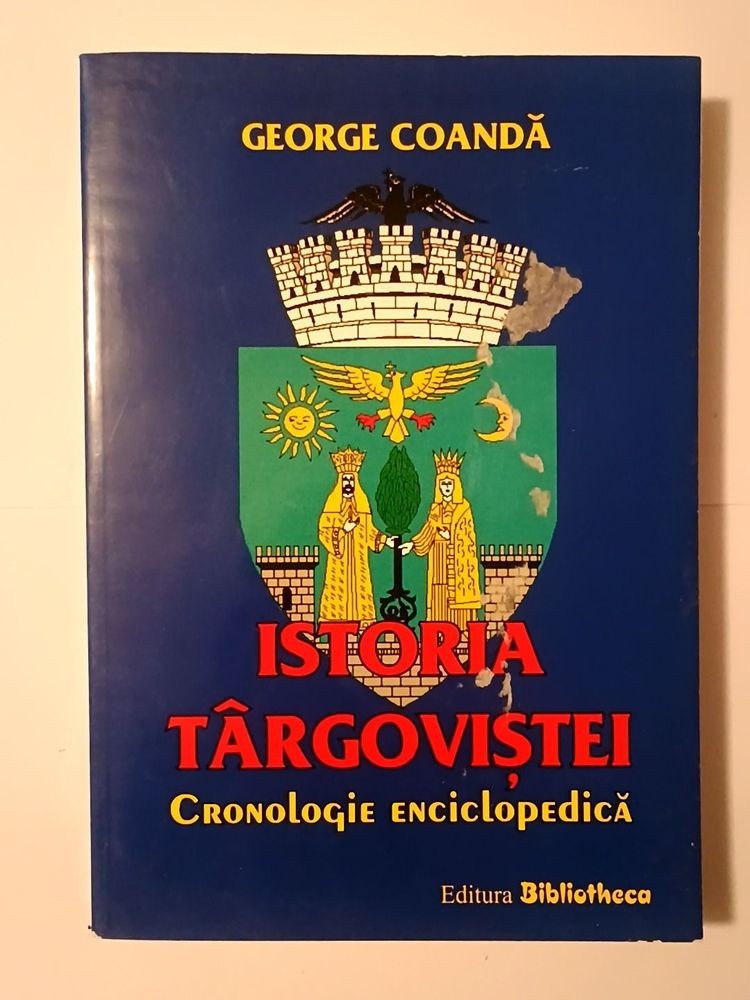 GEORGE COANDĂ
ISTORIA
TÂRGOVIȘTEI
Cronologie enciclopedică
Editura Bibliotheca